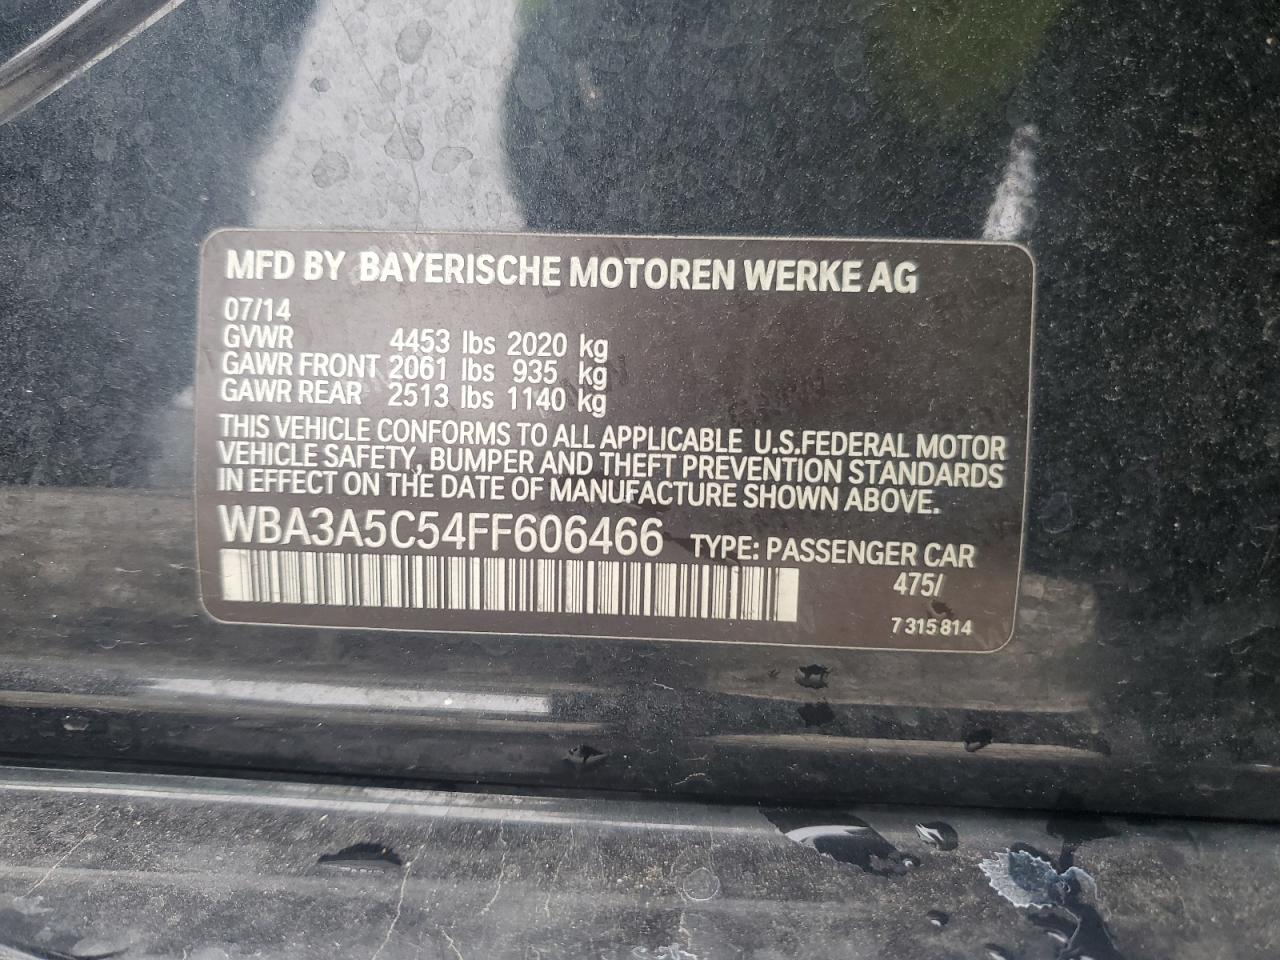 MFD BY BAYERISCHE MOTOREN WERKE AG
07/14
GVWR 4453 lbs 2020 kg
GAWR FRONT 2061 lbs 935 kg
GAWR REAR 2513 lbs 1140 kg
THIS VEHICLE CONFORMS TO ALL APPLICABLE U.S.FEDERAL MOTOR
VEHICLE SAFETY, BUMPER AND THEFT PREVENTION STANDARDS
IN EFFECT ON THE DATE OF MANUFACTURE SHOWN ABOVE.
WBA3A5C54FF606466 TYPE: PASSENGER CAR
475/
7 315 814